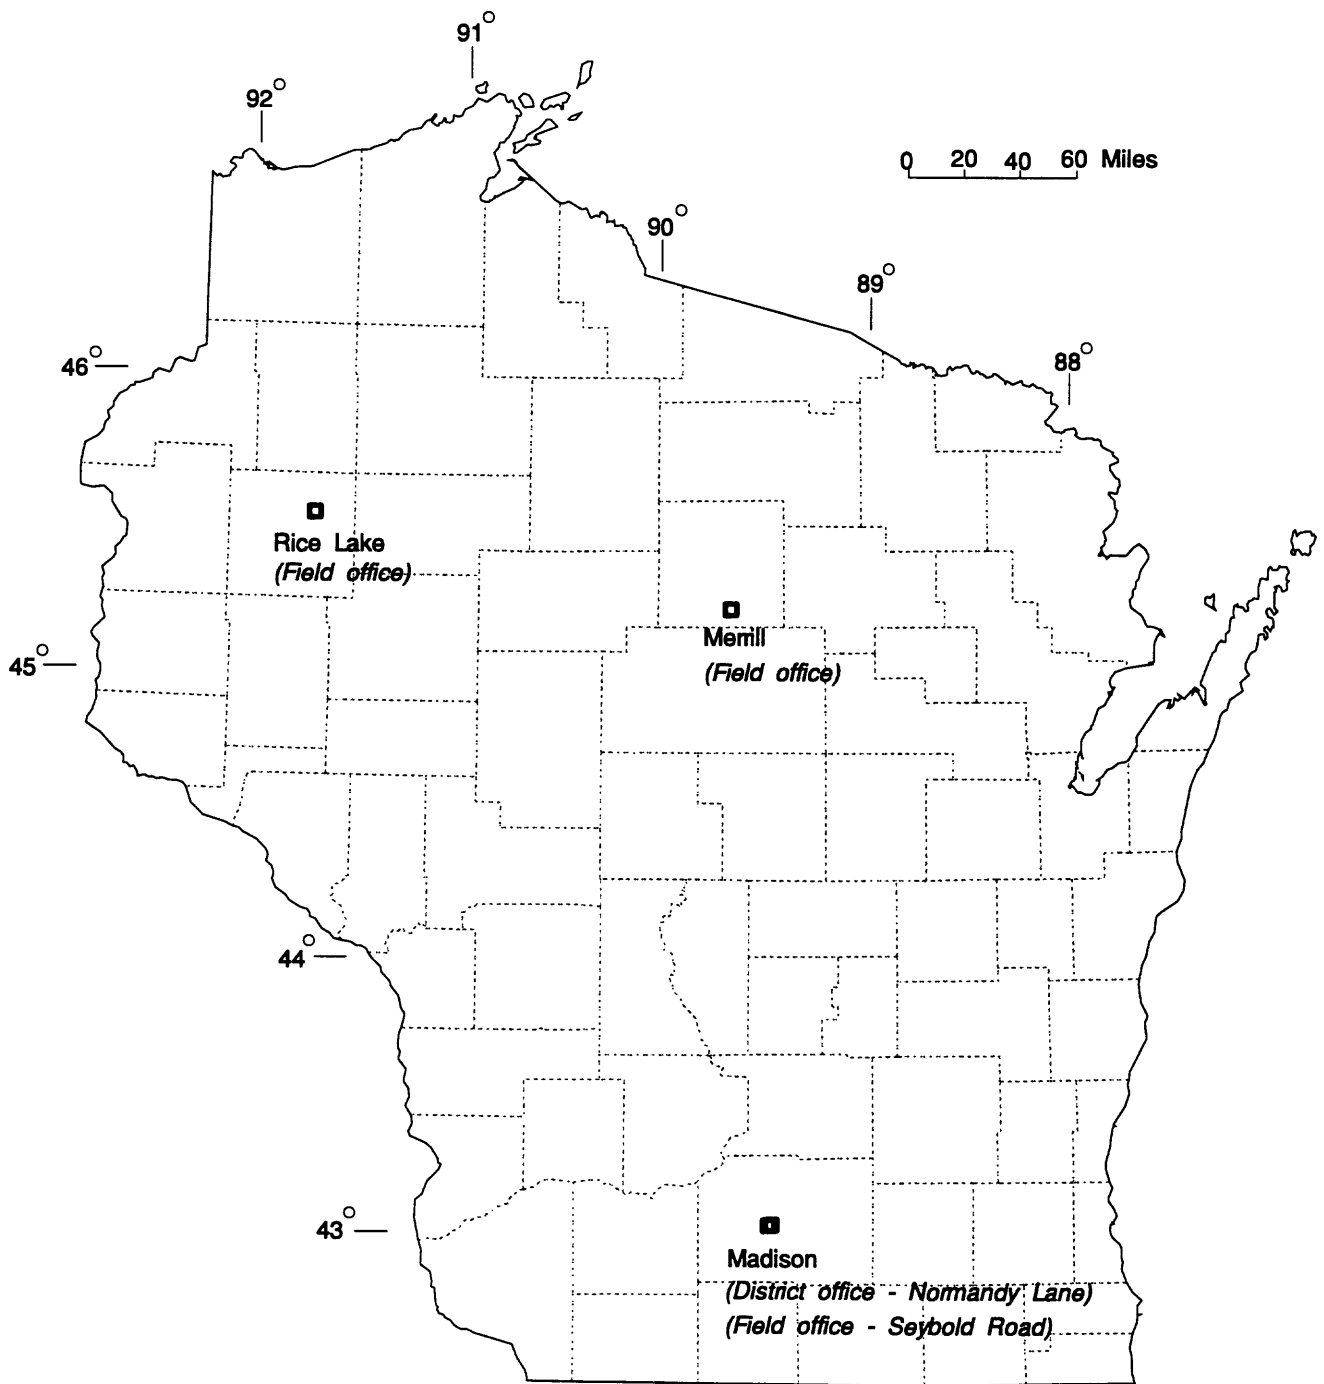 91°
92°
0 20 40 60 Miles
90°
89°
46°
88°
Rice Lake
(Field office)
Merrill
45°
(Field office)
44°
43°
Madison
(District office - Normandy Lane)
(Field office - Seybold Road)